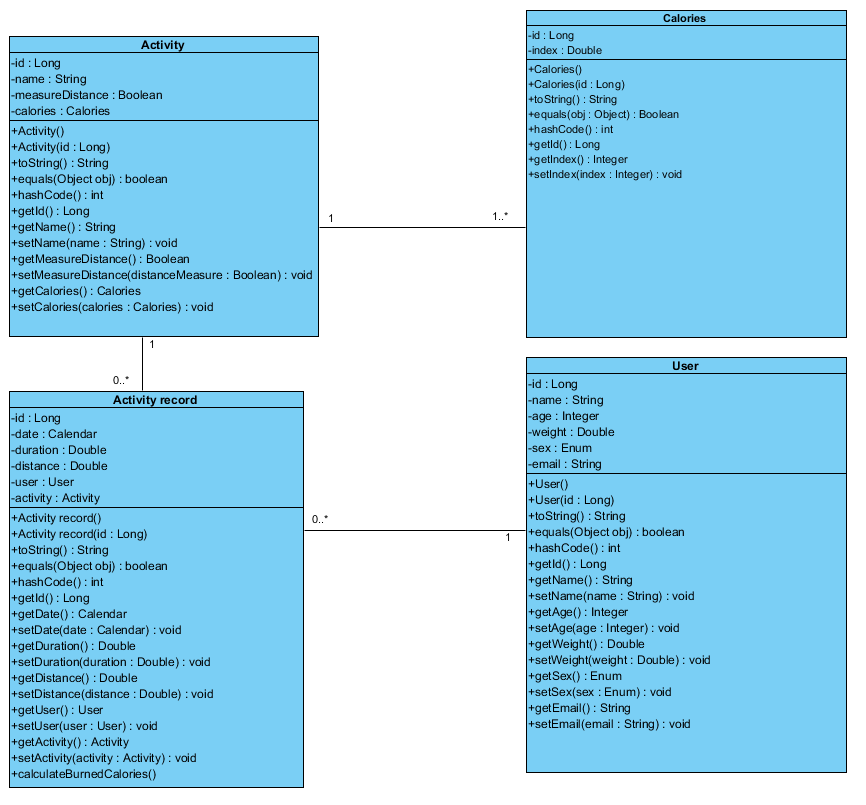 Activity
-id : Long
-name : String
-measureDistance : Boolean
-calories : Calories
+Activity()
+Activity(id : Long)
+toString() : String
+equals(Object obj) : boolean
+hashCode() : int
+getId() : Long
+getName() : String
+setName(name : String) : void
+getMeasureDistance() : Boolean
+setMeasureDistance(distanceMeasure : Boolean) : void
+getCalories() : Calories
+setCalories(calories : Calories) : void
1
1..*
Calories
-id : Long
-index : Double
+Calories()
+Calories(id : Long)
+toString() : String
+equals(obj : Object) : Boolean
+hashCode() : int
+getId() : Long
+getIndex() : Integer
+setIndex(index : Integer) : void
1
0..*
Activity record
-id : Long
-date : Calendar
-duration : Double
-distance : Double
-user : User
-activity : Activity
+Activity record()
+Activity record(id : Long)
+toString() : String
+equals(Object obj) : boolean
+hashCode() : int
+getId() : Long
+getDate() : Calendar
+setDate(date : Calendar) : void
+getDuration() : Double
+setDuration(duration : Double) : void
+getDistance() : Double
+setDistance(distance : Double) : void
+getUser() : User
+setUser(user : User) : void
+getActivity() : Activity
+setActivity(activity : Activity) : void
+calculateBurnedCalories()
0..*
1
User
-id : Long
-name : String
-age : Integer
-weight : Double
-sex : Enum
-email : String
+User()
+User(id : Long)
+toString() : String
+equals(Object obj) : boolean
+hashCode() : int
+getId() : Long
+getName() : String
+setName(name : String) : void
+getAge() : Integer
+setAge(age : Integer) : void
+getWeight() : Double
+setWeight(weight : Double) : void
+getSex() : Enum
+setSex(sex : Enum) : void
+getEmail() : String
+setEmail(email : String) : void